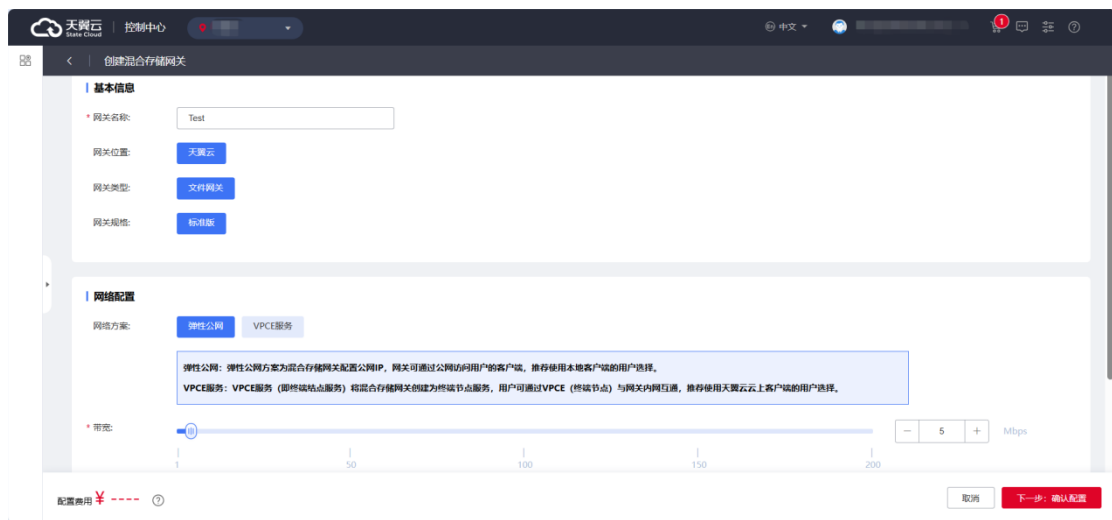 天翼云 控制中心 中文
State Cloud
1
创建混合存储网关
基本信息
* 网关名称: Test
网关位置: 天翼云
网关类型: 文件网关
网关规格: 标准版
网络配置
网络方案: 弹性公网 VPCE服务
弹性公网：弹性公网方案为混合存储网关配置公网IP，网关可通过公网访问用户的客户端，推荐使用本地客户端的用户选择。
VPCE服务：VPCE服务（即终端结点服务）将混合存储网关创建为终端节点服务，用户可通过VPCE（终端节点）与网关内网互通，推荐使用天翼云云上客户端的用户选择。
* 带宽: − 5 + Mbps
1 50 100 150 200
配置费用 ¥ ---- ? 取消 下一步：确认配置